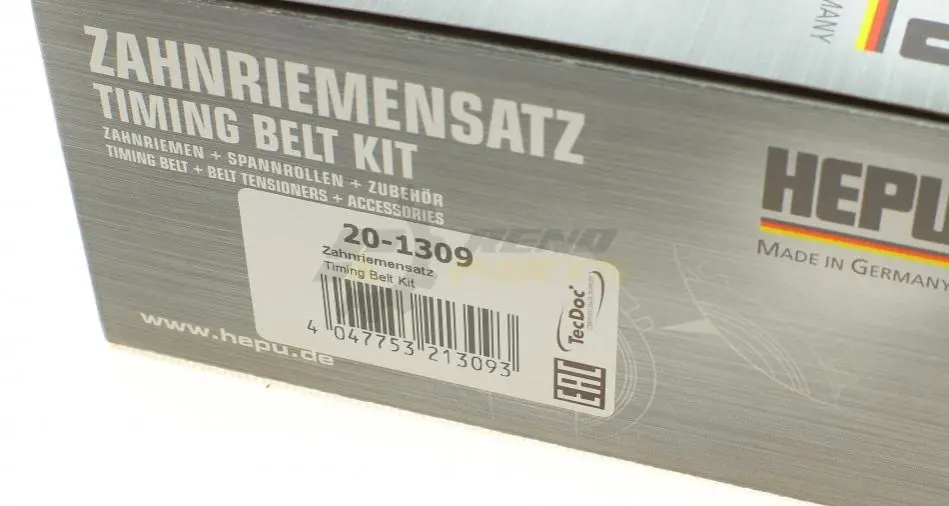 ZAHNRIEMENSATZ
TIMING BELT KIT
ZAHNRIEMEN + SPANNROLLEN + ZUBEHÖR
TIMING BELT + BELT TENSIONERS + ACCESSORIES
20-1309
Zahnriemensatz
Timing Belt Kit
4 047753 213093
TecDoc
EAC
www.hepu.de
HEPU
MADE IN GERMANY
MANY